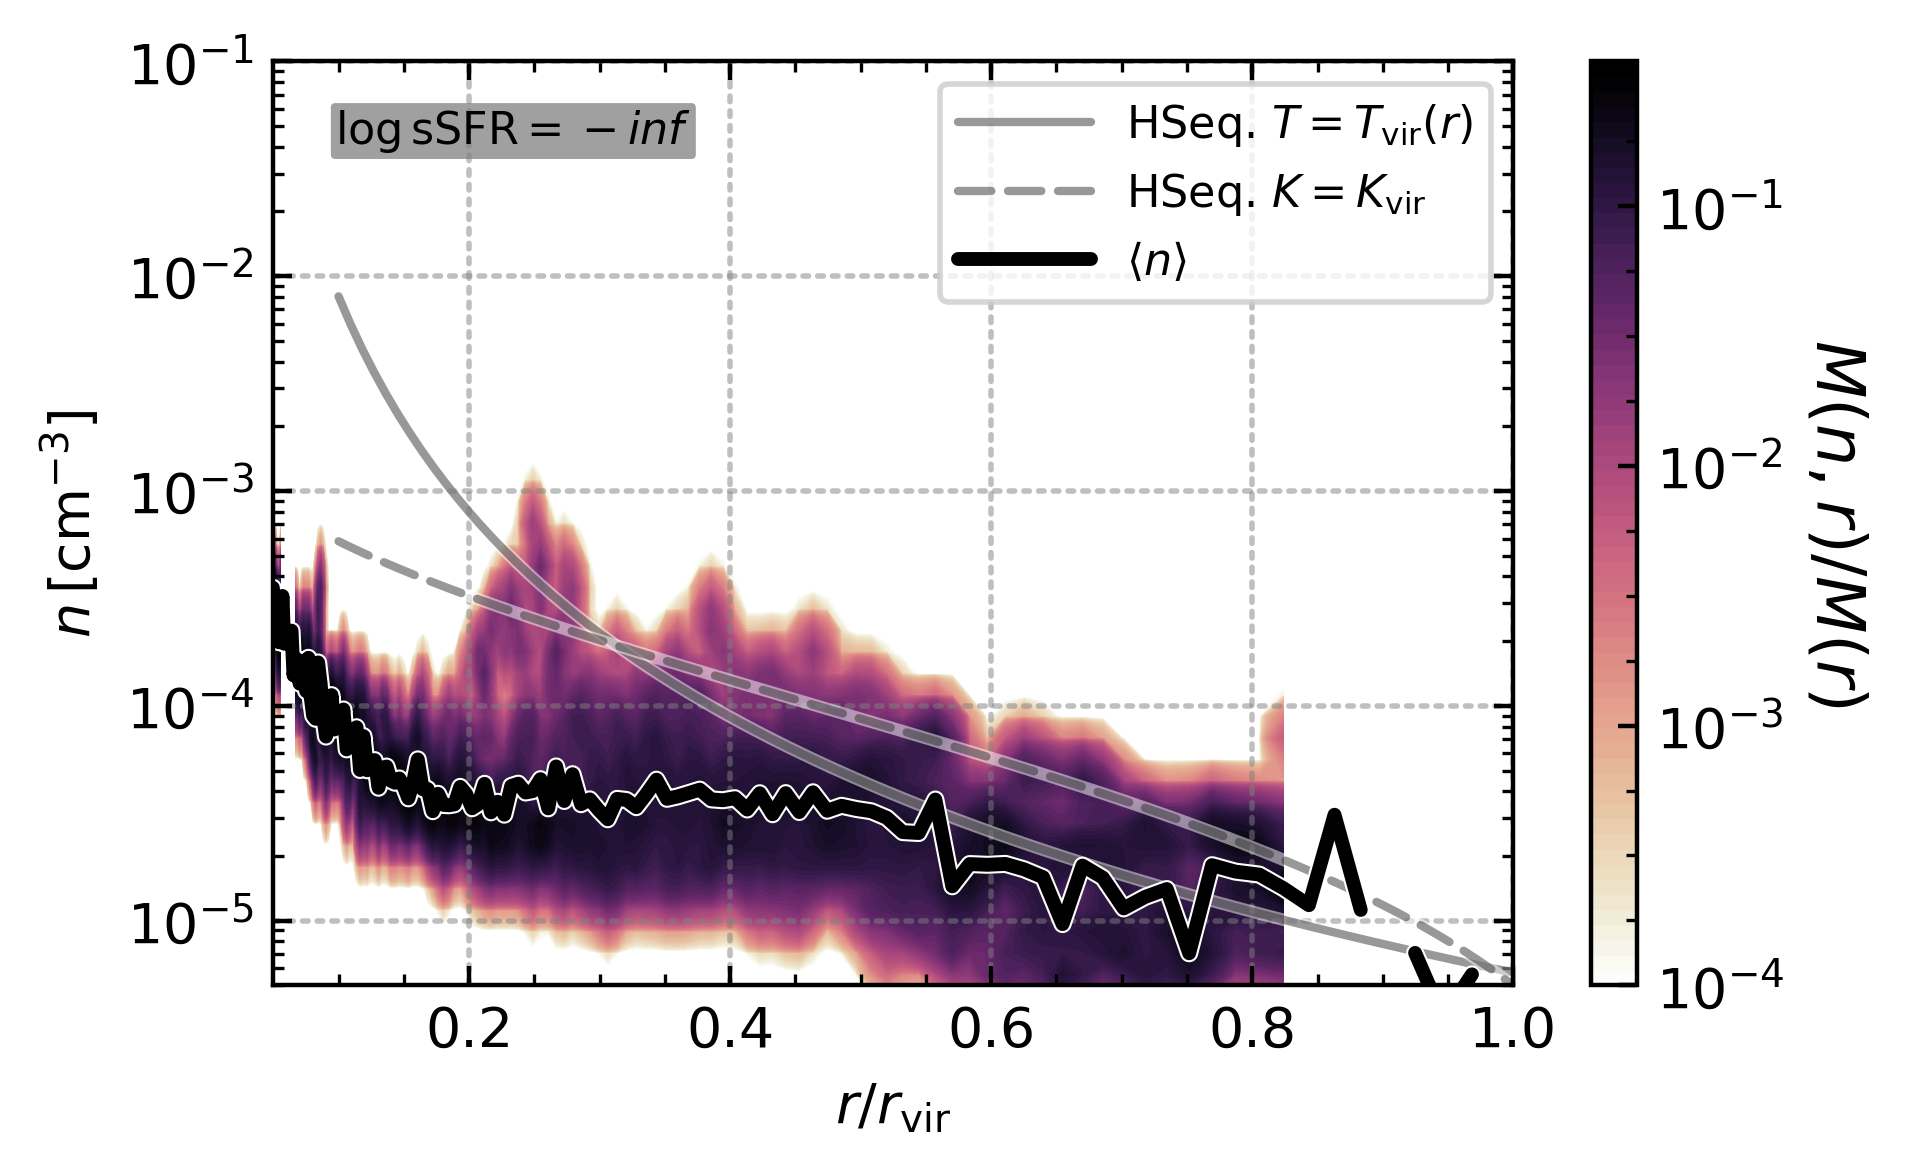 log sSFR = −inf
HSeq. T = T_vir(r)
HSeq. K = K_vir
⟨n⟩
n [cm⁻³]
10⁻¹
10⁻²
10⁻³
10⁻⁴
10⁻⁵
0.2 0.4 0.6 0.8 1.0
r/r_vir
10⁻¹
10⁻²
10⁻³
10⁻⁴
M(n, r)/M(r)